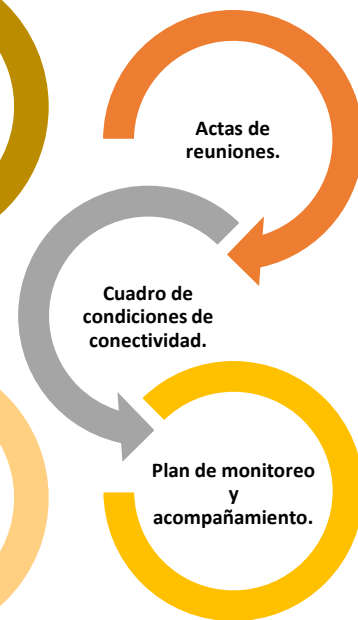 Actas de
reuniones.
Cuadro de
condiciones de
conectividad.
Plan de monitoreo
y
acompañamiento.